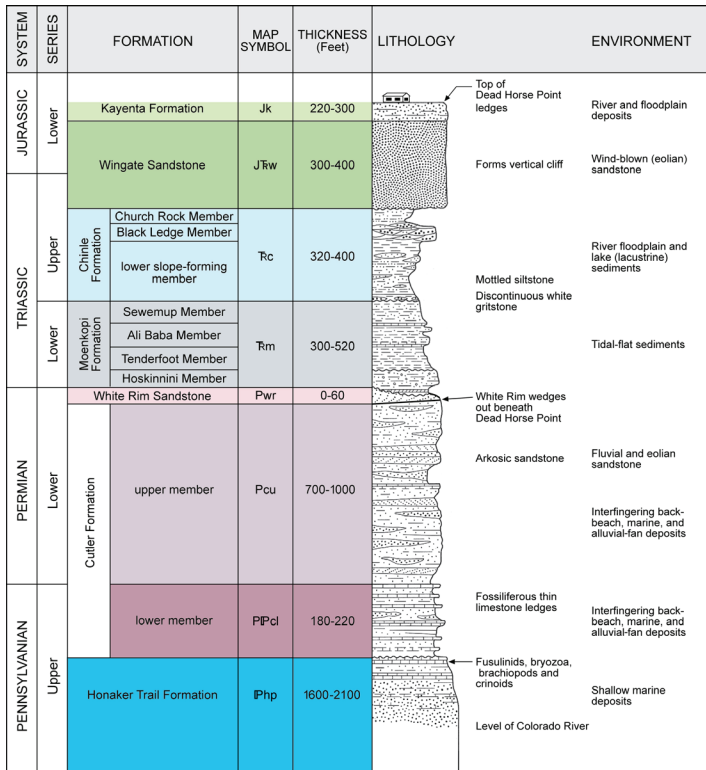 SYSTEM
SERIES
FORMATION
MAP
SYMBOL
THICKNESS
(Feet)
LITHOLOGY
ENVIRONMENT
JURASSIC
Lower
Kayenta Formation
Jk
220-300
Top of
Dead Horse Point
ledges
River and floodplain
deposits
Wingate Sandstone
JTRw
300-400
Forms vertical cliff
Wind-blown (eolian)
sandstone
TRIASSIC
Upper
Chinle
Formation
Church Rock Member
Black Ledge Member
lower slope-forming
member
TRc
320-400
River floodplain and
lake (lacustrine)
sediments
Mottled siltstone
Discontinuous white
gritstone
Lower
Moenkopi
Formation
Sewemup Member
Ali Baba Member
Tenderfoot Member
Hoskinnini Member
TRm
300-520
Tidal-flat sediments
PERMIAN
Lower
White Rim Sandstone
Pwr
0-60
White Rim wedges
out beneath
Dead Horse Point
Cutler Formation
upper member
Pcu
700-1000
Arkosic sandstone
Fluvial and eolian
sandstone
Interfingering back-
beach, marine, and
alluvial-fan deposits
PENNSYLVANIAN
Upper
lower member
PIPcl
180-220
Fossiliferous thin
limestone ledges
Interfingering back-
beach, marine, and
alluvial-fan deposits
Honaker Trail Formation
IPhp
1600-2100
Fusulinids, bryozoa,
brachiopods and
crinoids
Shallow marine
deposits
Level of Colorado River